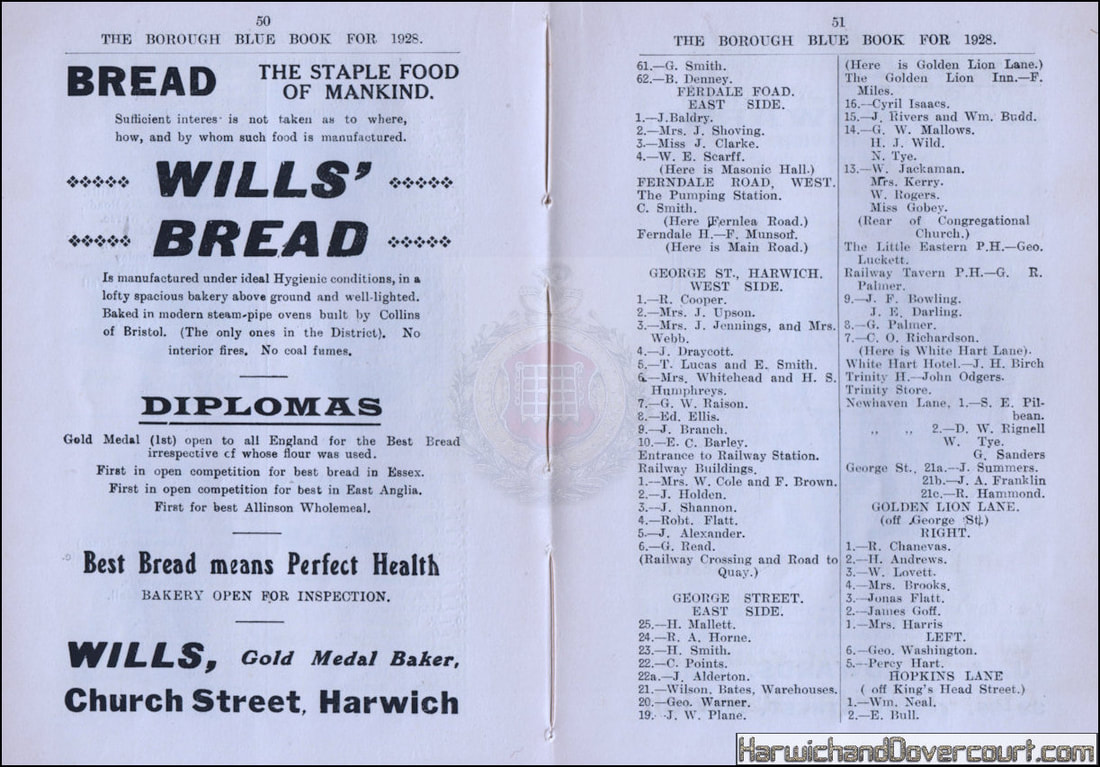 50
THE BOROUGH BLUE BOOK FOR 1928.
BREAD
THE STAPLE FOOD
OF MANKIND.
Sufficient interes is not taken as to where,
how, and by whom such food is manufactured.
WILLS'
BREAD
Is manufactured under ideal Hygienic conditions, in a
lofty spacious bakery above ground and well-lighted.
Baked in modern steam-pipe ovens built by Collins
of Bristol. (The only ones in the District). No
interior fires. No coal fumes.
DIPLOMAS
Gold Medal (1st) open to all England for the Best Bread
irrespective of whose flour was used.
First in open competition for best bread in Essex.
First in open competition for best in East Anglia.
First for best Allinson Wholemeal.
Best Bread means Perfect Health
BAKERY OPEN FOR INSPECTION.
WILLS, Gold Medal Baker,
Church Street, Harwich
51
THE BOROUGH BLUE BOOK FOR 1928.
61.—G. Smith.
62.—B. Denney.
FERDALE FOAD.
EAST SIDE.
1.—J.Baldry.
2.—Mrs. J. Shoving.
3.—Miss J. Clarke.
4.—W. E. Scarff.
(Here is Masonic Hall.)
FERNDALE ROAD, WEST.
The Pumping Station.
C. Smith.
(Here Fernlea Road.)
Ferndale H.—F. Munsort.
(Here is Main Road.)
GEORGE ST., HARWICH.
WEST SIDE.
1.—R. Cooper.
2.—Mrs. J. Upson.
3.—Mrs. J. Jennings, and Mrs.
Webb.
4.—J. Draycott.
5.—T. Lucas and E. Smith.
6.—Mrs. Whitehead and H. S.
Humphreys.
7.—G. W. Raison.
8.—Ed. Ellis.
9.—J. Branch.
10.—E. C. Barley.
Entrance to Railway Station.
Railway Buildings.
1.—Mrs. W. Cole and F. Brown.
2.—J. Holden.
3.—J. Shannon.
4.—Robt. Flatt.
5.—J. Alexander.
6.—G. Read.
(Railway Crossing and Road to
Quay.)
GEORGE STREET.
EAST SIDE.
25.—H. Mallett.
24.—R. A. Horne.
23.—H. Smith.
22.—C. Points.
22a.—J. Alderton.
21.—Wilson, Bates, Warehouses.
20.—Geo. Warner.
19.—J. W. Plane.
(Here is Golden Lion Lane.)
The Golden Lion Inn.—F.
Miles.
16.—Cyril Isaacs.
15.—J. Rivers and Wm. Budd.
14.—G. W. Mallows.
H. J. Wild.
N. Tye.
13.—W. Jackaman.
Mrs. Kerry.
W. Rogers.
Miss Gobey.
(Rear of Congregational
Church.)
The Little Eastern P.H.—Geo.
Luckett.
Railway Tavern P.H.—G. R.
Palmer.
9.—J. F. Bowling.
J. E. Darling.
8.—G. Palmer.
7.—C. O. Richardson.
(Here is White Hart Lane).
White Hart Hotel.—J. H. Birch
Trinity H.—John Odgers.
Trinity Store.
Newhaven Lane, 1.—S. E. Pil-
bean.
,, ,, 2.—D. W. Rignell
W. Tye.
G. Sanders
George St., 21a.—J. Summers.
21b.—J. A. Franklin
21c.—R. Hammond.
GOLDEN LION LANE.
(off George St.)
RIGHT.
1.—R. Chanevas.
2.—H. Andrews.
3.—W. Lovett.
4.—Mrs. Brooks.
3.—Jonas Flatt.
2.—James Goff.
1.—Mrs. Harris
LEFT.
6.—Geo. Washington.
5.—Percy Hart.
HOPKINS LANE
( off King's Head Street.)
1.—Wm. Neal.
2.—E. Bull.
HarwichandDovercourt.com